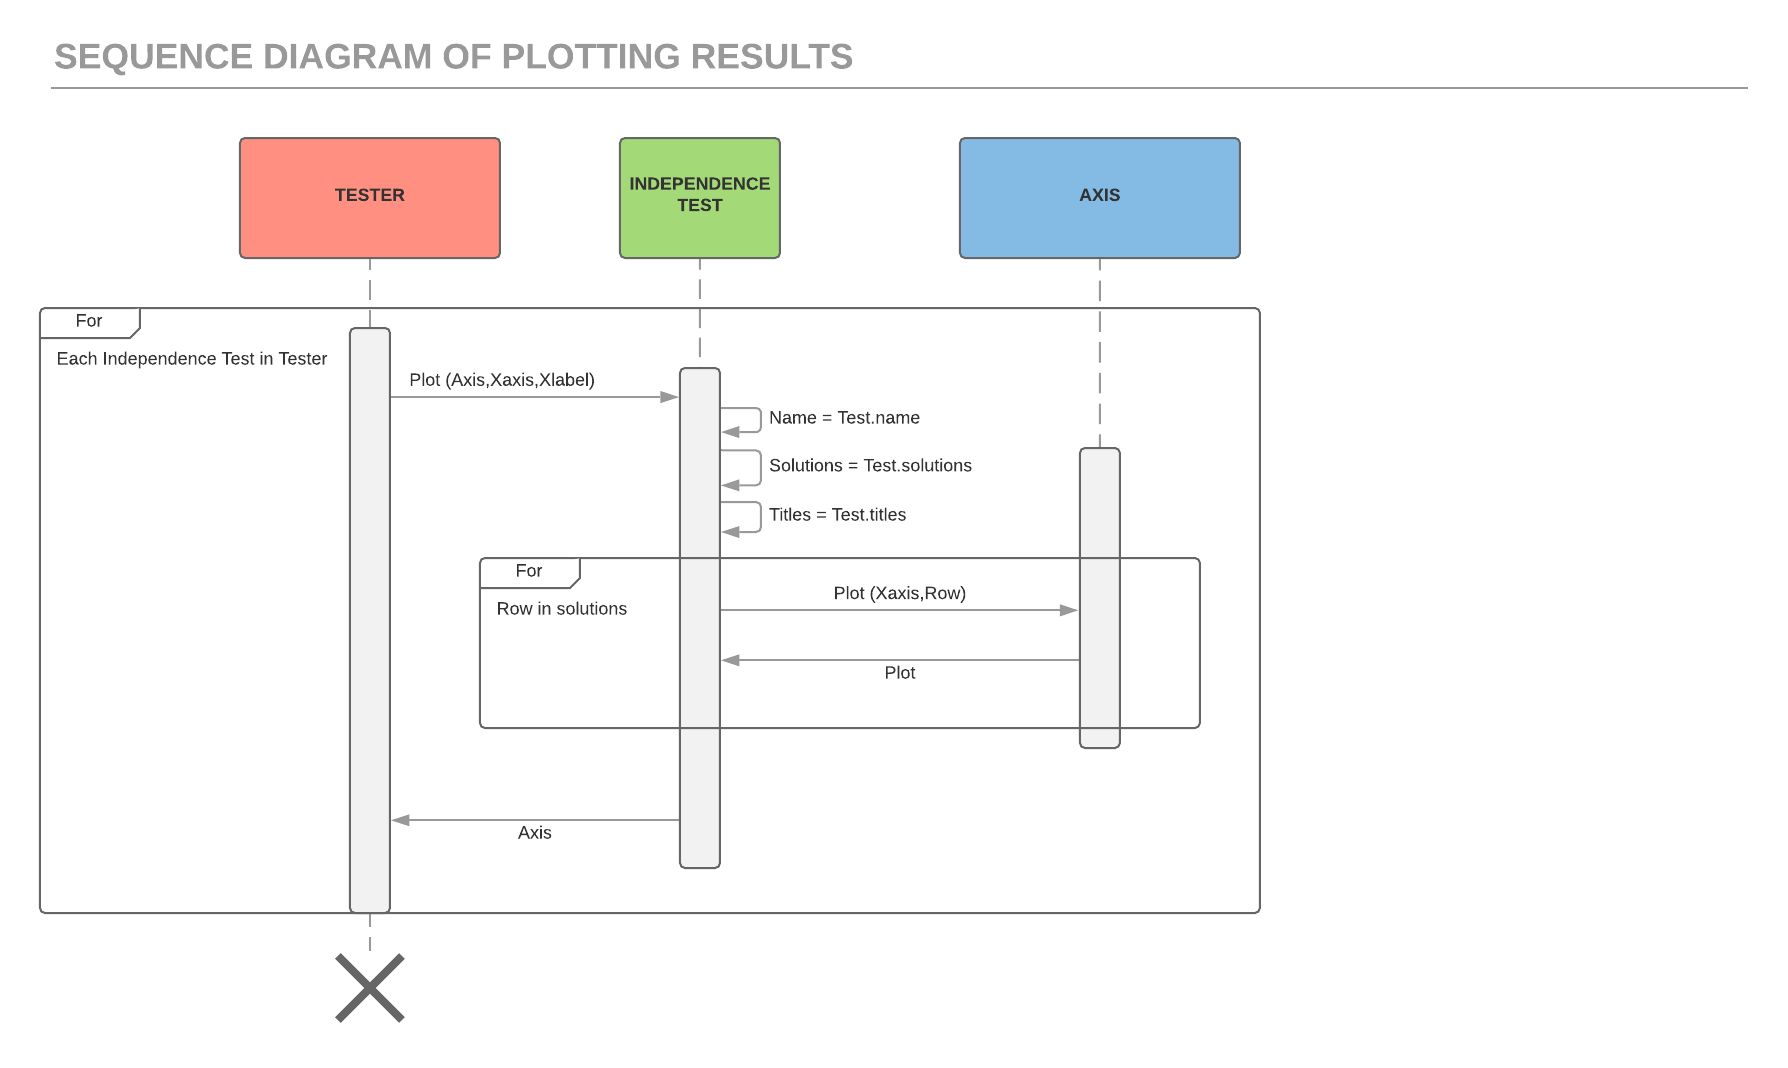 SEQUENCE DIAGRAM OF PLOTTING RESULTS
TESTER
INDEPENDENCE
TEST
AXIS
For
Each Independence Test in Tester
Plot (Axis,Xaxis,Xlabel)
Name = Test.name
Solutions = Test.solutions
Titles = Test.titles
For
Row in solutions
Plot (Xaxis,Row)
Plot
Axis